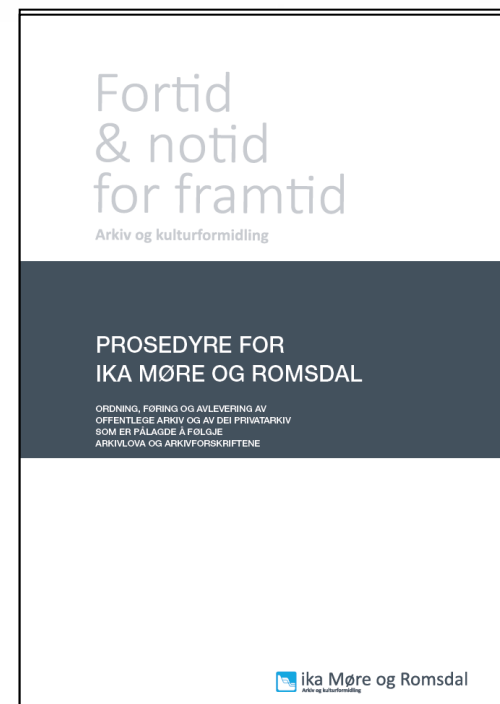 Fortid
& notid
for framtid
Arkiv og kulturformidling
PROSEDYRE FOR
IKA MØRE OG ROMSDAL
ORDNING, FØRING OG AVLEVERING AV
OFFENTLEGE ARKIV OG AV DEI PRIVATARKIV
SOM ER PÅLAGDE Å FØLGJE
ARKIVLOVA OG ARKIVFORSKRIFTENE
ika Møre og Romsdal
Arkiv og kulturformidling